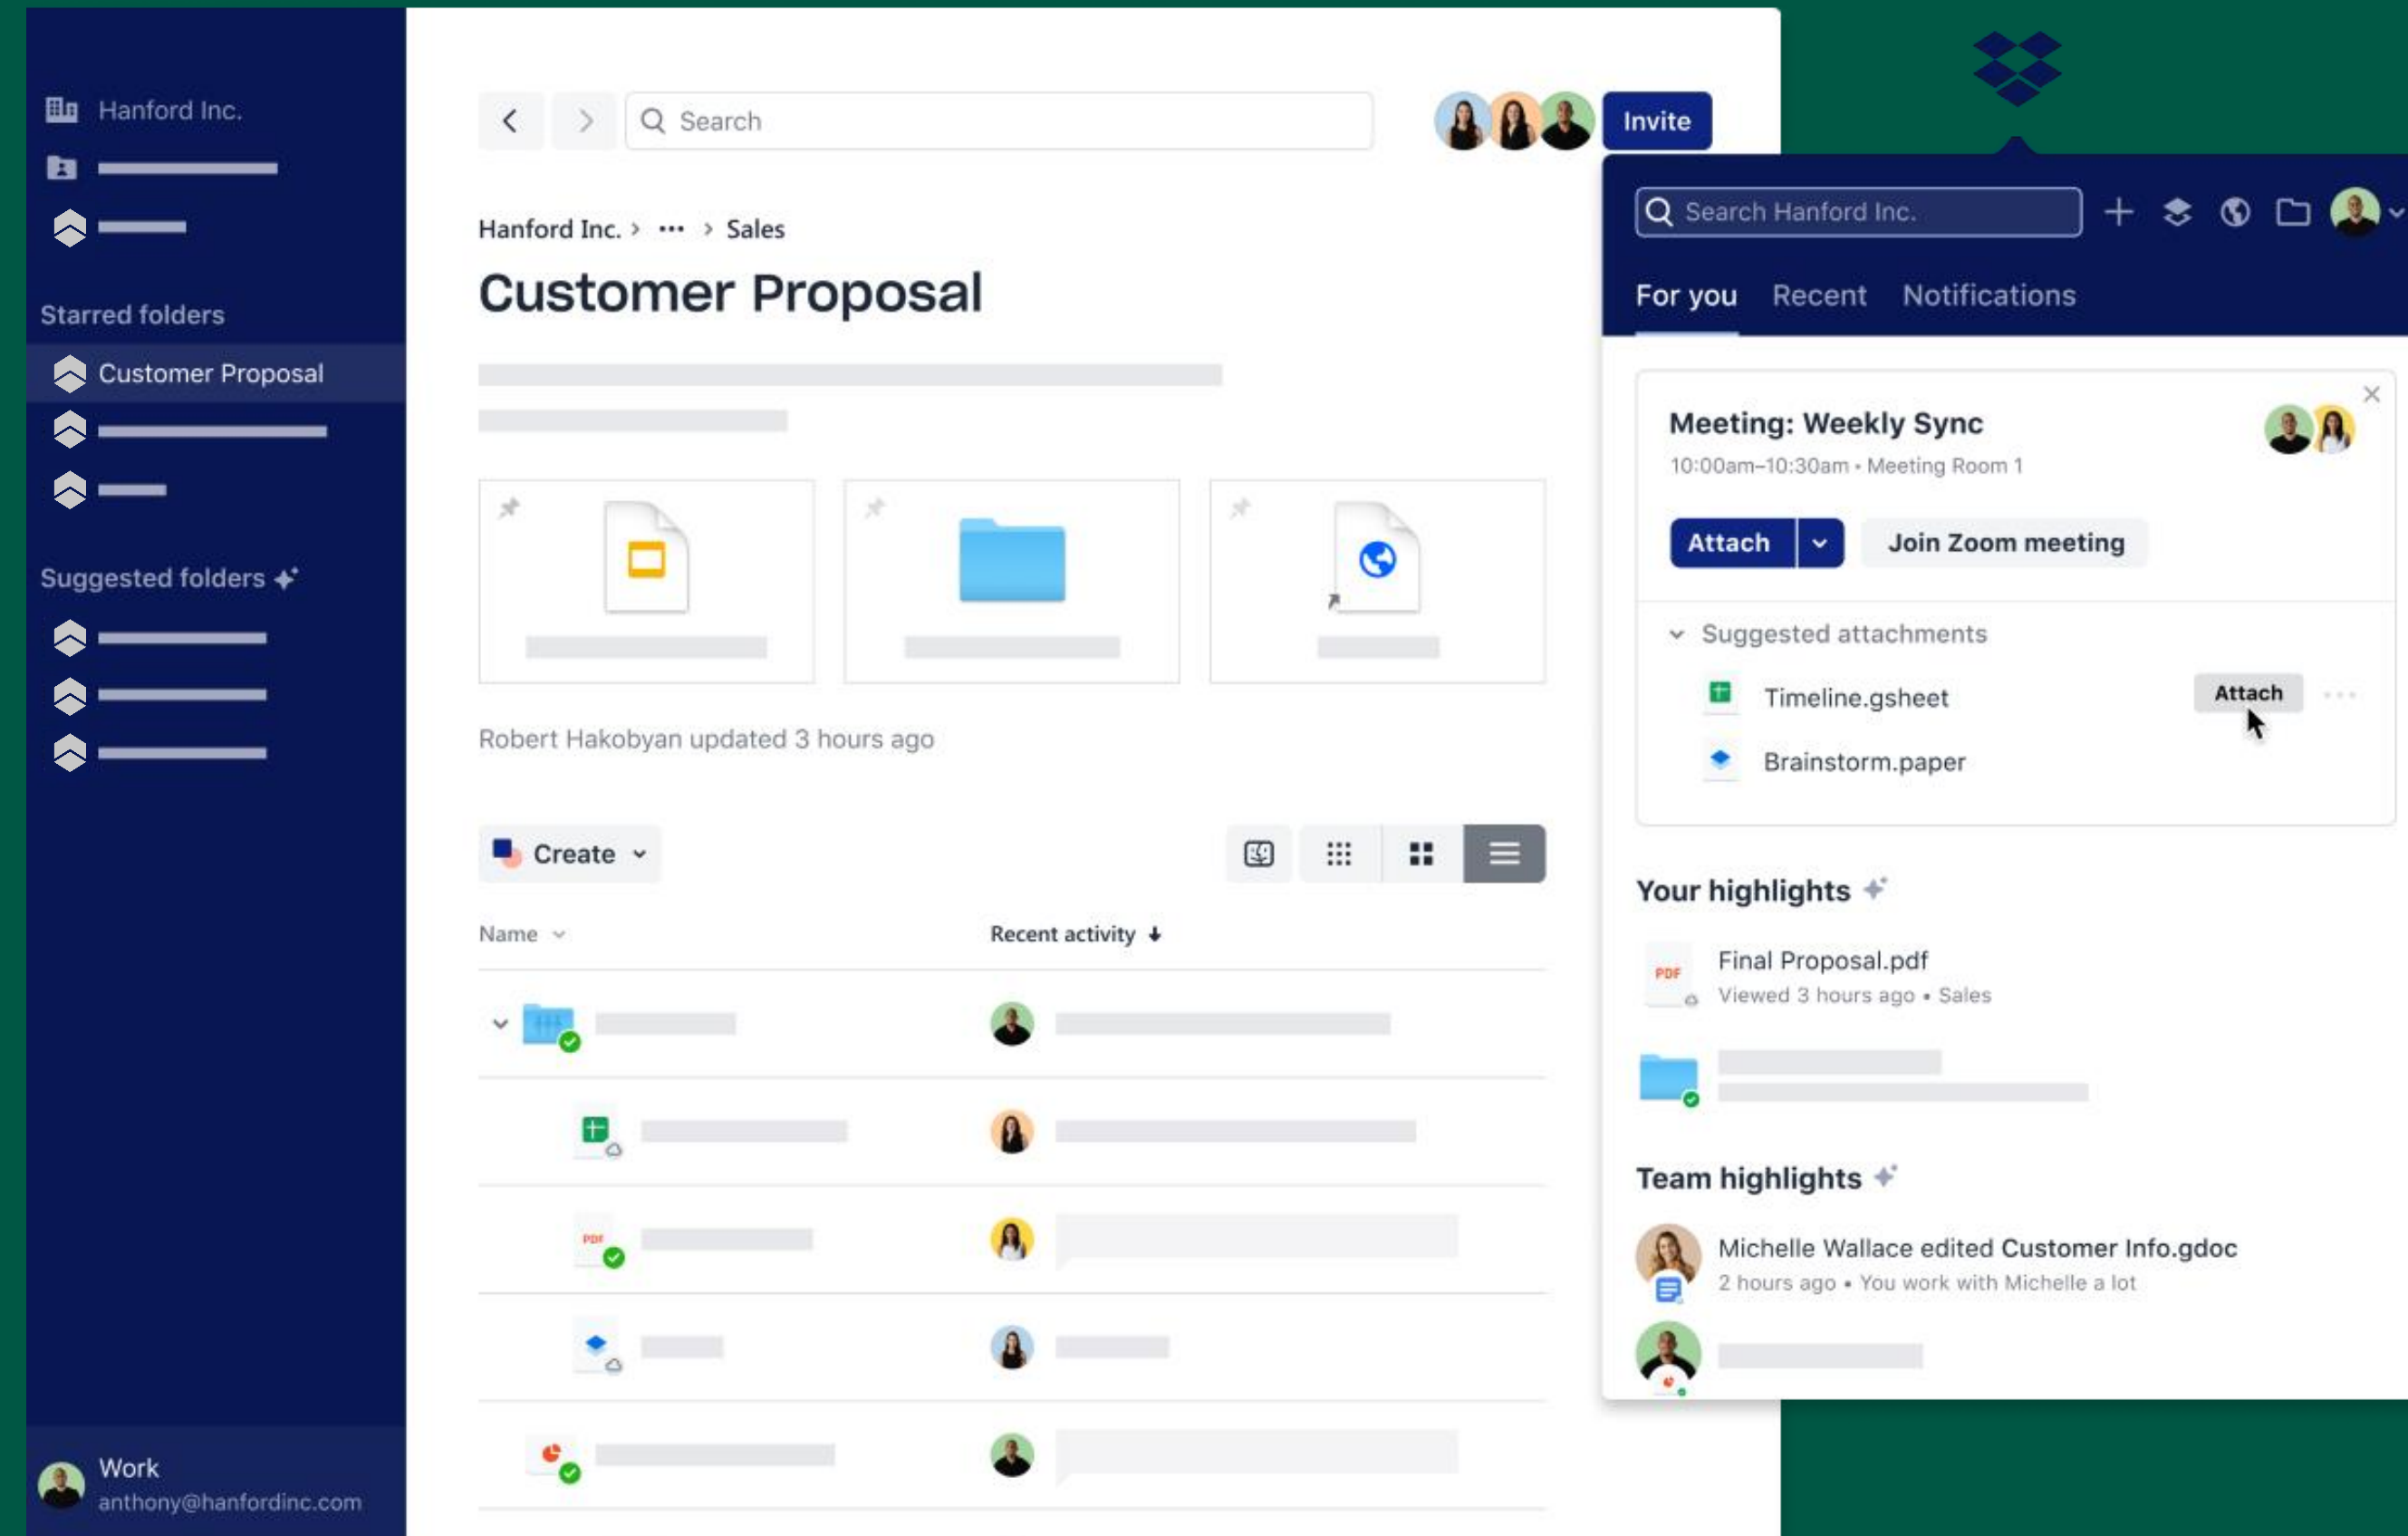 Hanford Inc.
Starred folders
Customer Proposal
Suggested folders
Work
anthony@hanfordinc.com
Search
Invite
Hanford Inc. > ••• > Sales
Customer Proposal
Robert Hakobyan updated 3 hours ago
Create
Name
Recent activity
PDF
Search Hanford Inc.
For you Recent Notifications
Meeting: Weekly Sync
10:00am–10:30am • Meeting Room 1
Attach
Join Zoom meeting
Suggested attachments
Timeline.gsheet
Attach
Brainstorm.paper
Your highlights
PDF
Final Proposal.pdf
Viewed 3 hours ago • Sales
Team highlights
Michelle Wallace edited Customer Info.gdoc
2 hours ago • You work with Michelle a lot